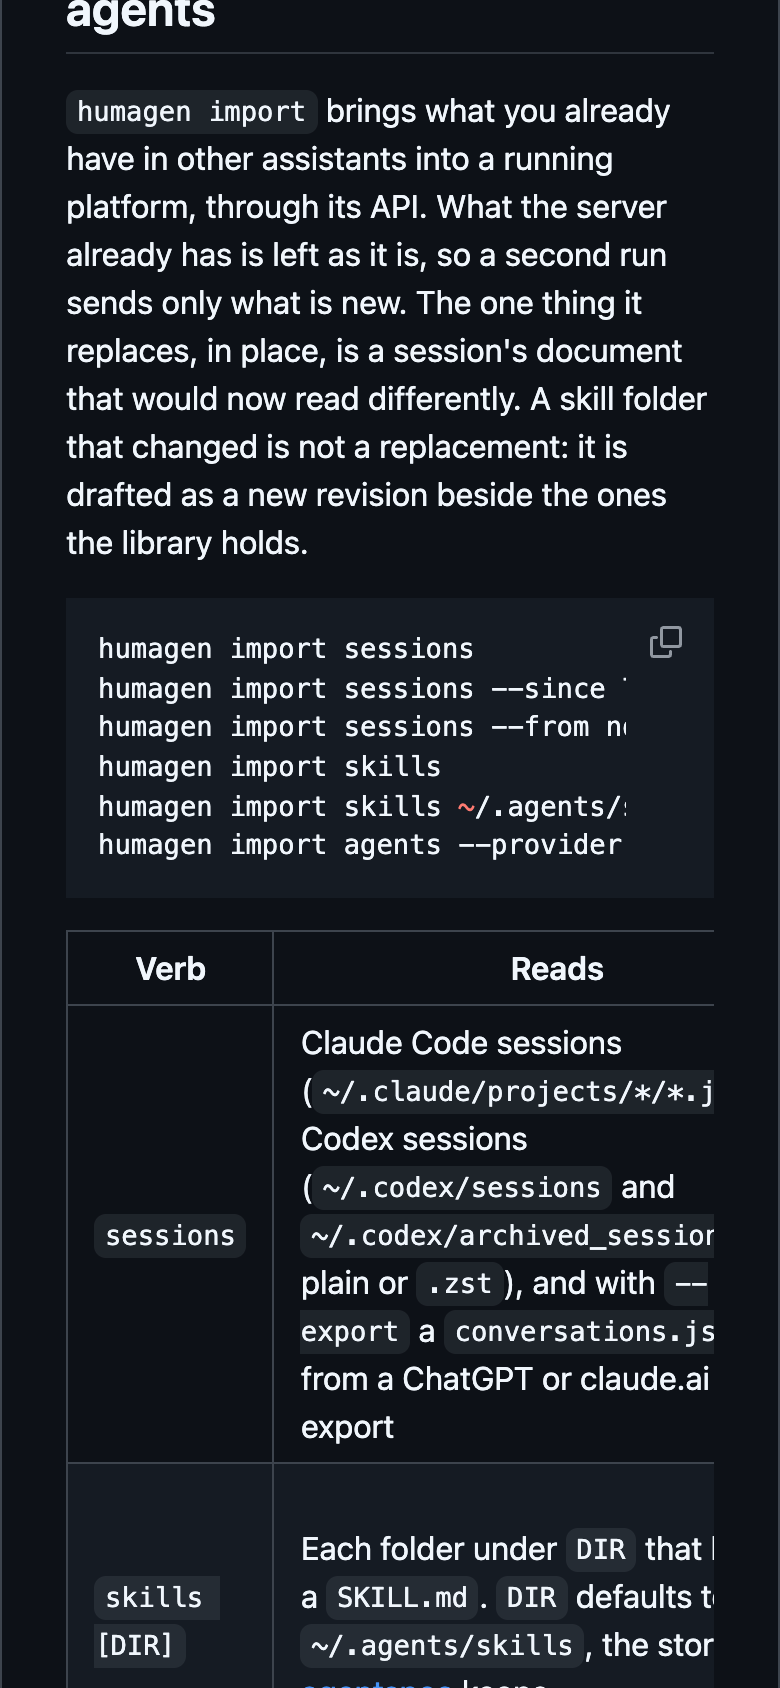 agents
humagen import brings what you already
have in other assistants into a running
platform, through its API. What the server
already has is left as it is, so a second run
sends only what is new. The one thing it
replaces, in place, is a session's document
that would now read differently. A skill folder
that changed is not a replacement: it is
drafted as a new revision beside the ones
the library holds.
humagen import sessions
humagen import sessions --since
humagen import sessions --from
humagen import skills
humagen import skills ~/.agents/
humagen import agents --provider
Verb Reads
sessions
Claude Code sessions
(~/.claude/projects/*/*.j
Codex sessions
(~/.codex/sessions and
~/.codex/archived_session
plain or .zst), and with --
export a conversations.js
from a ChatGPT or claude.ai
export
skills
[DIR]
Each folder under DIR that
a SKILL.md. DIR defaults
~/.agents/skills, the